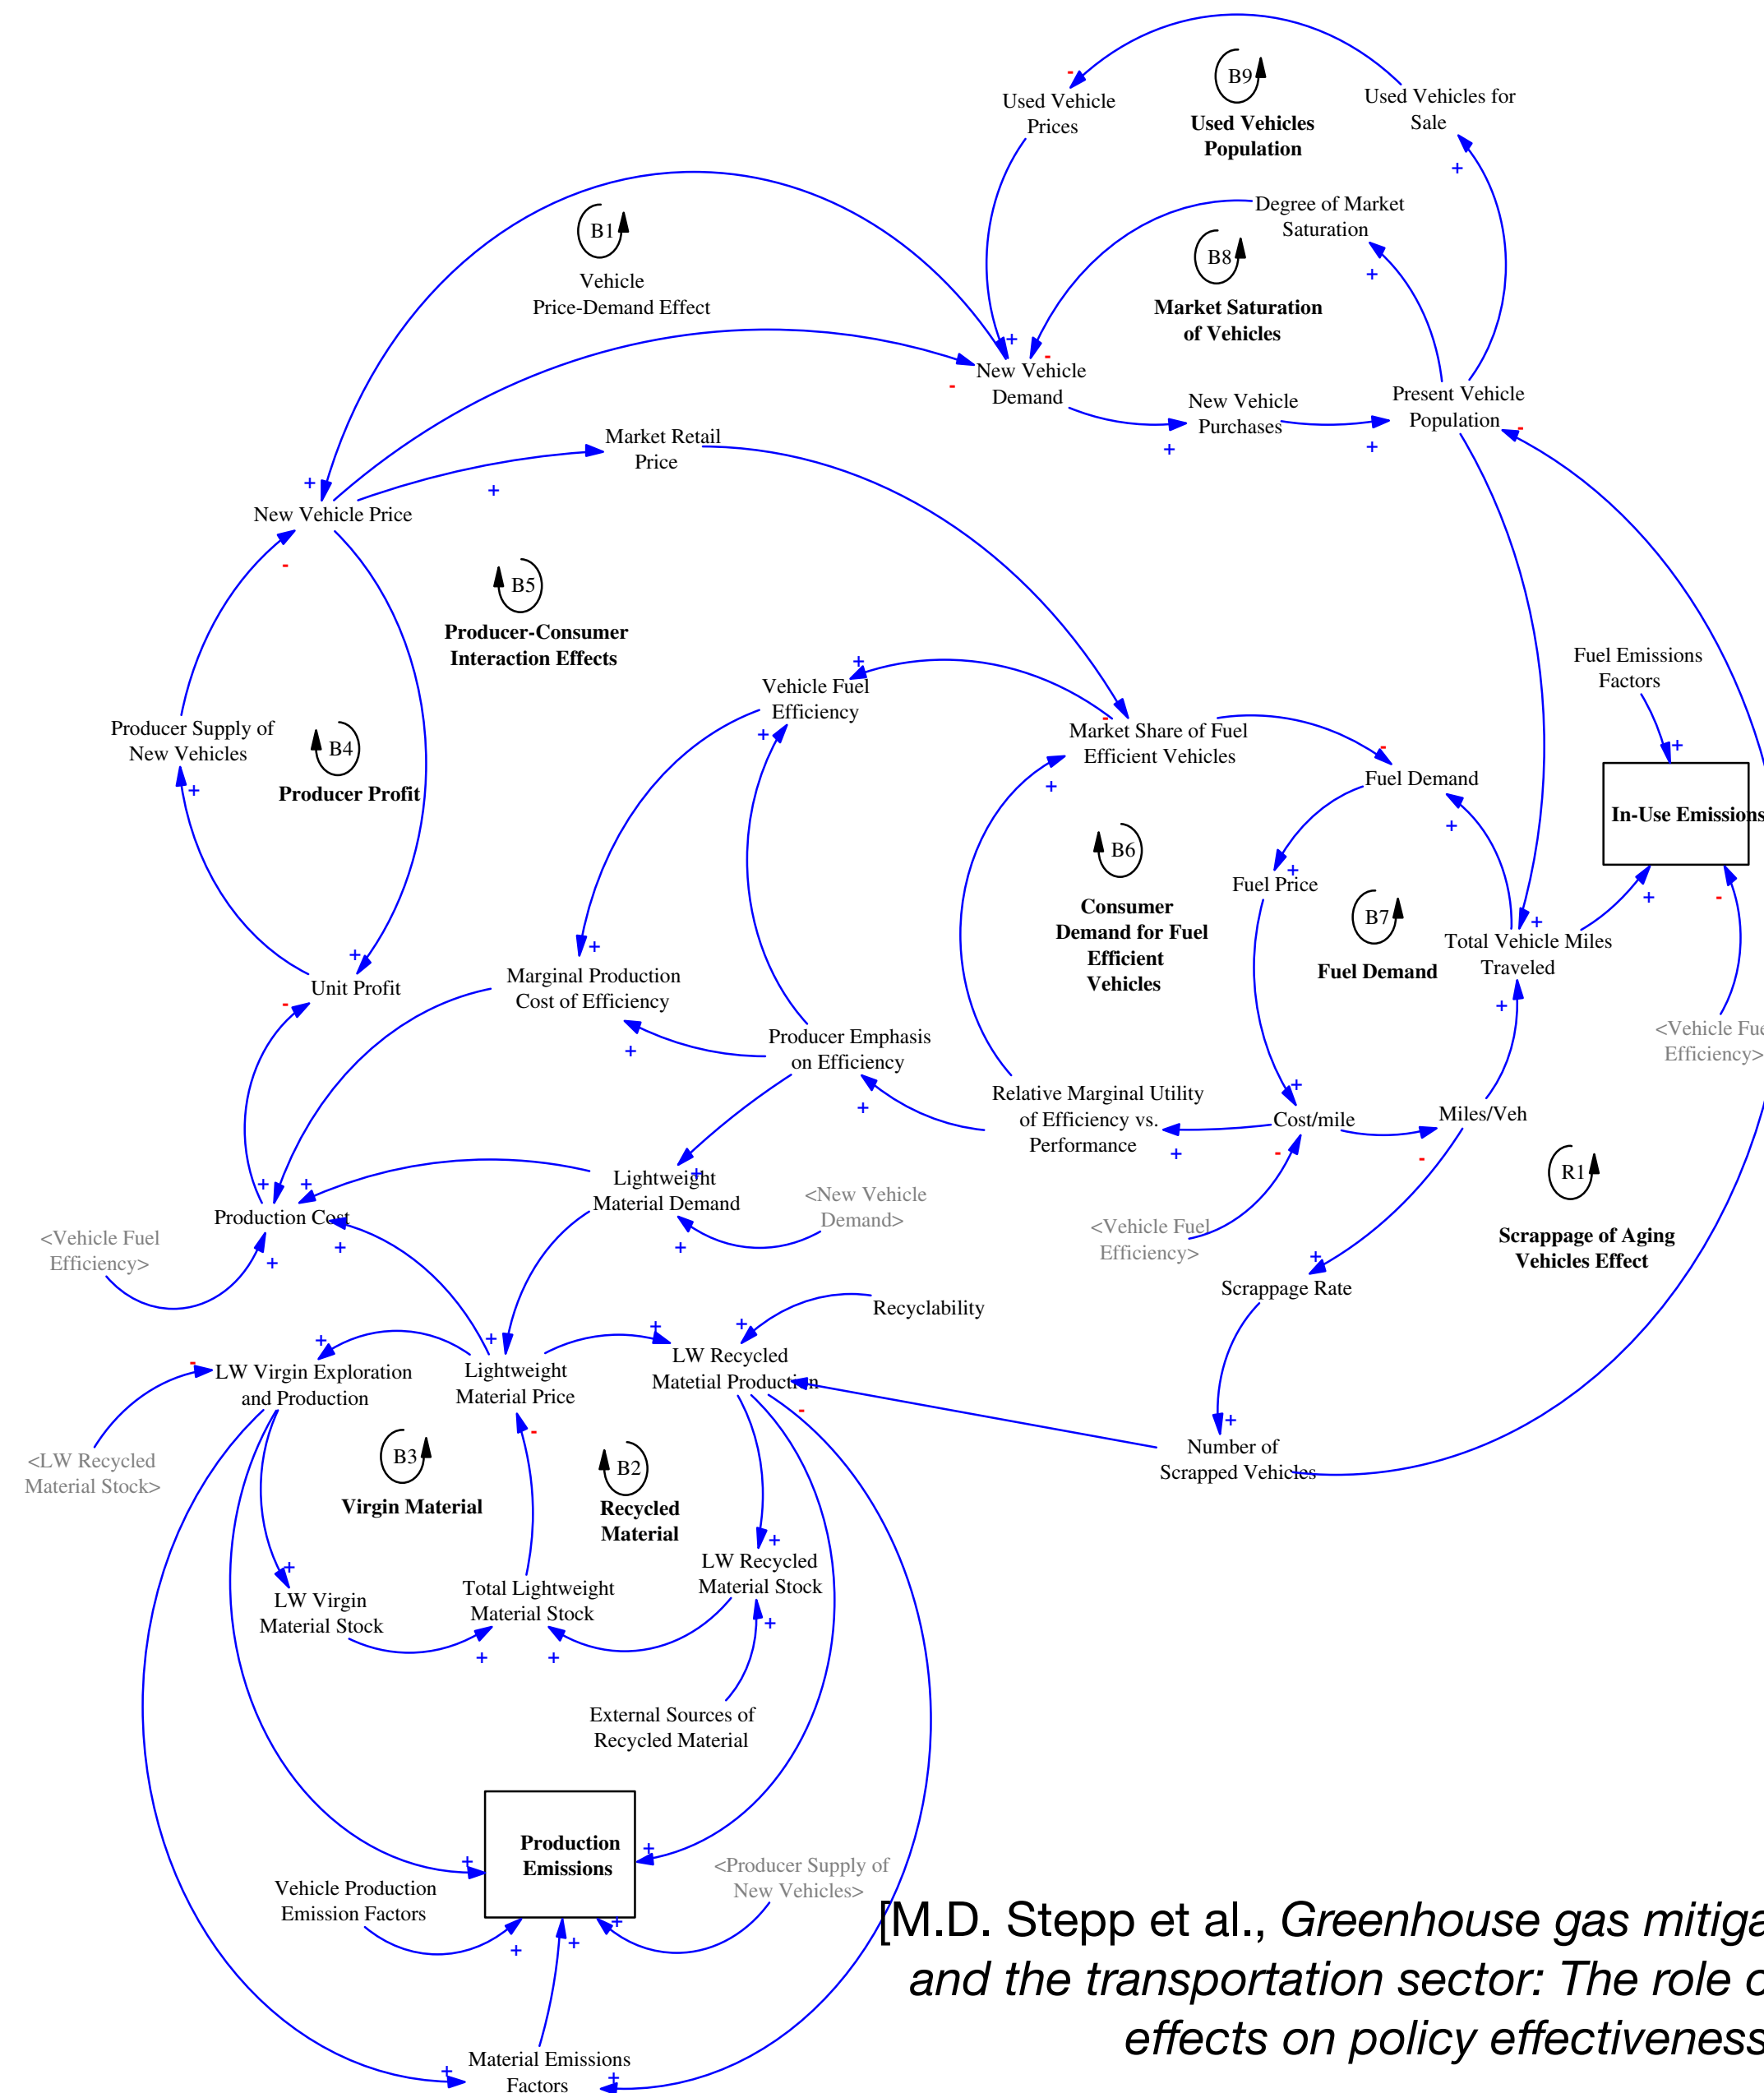 B9
Used Vehicles
Population
Used Vehicle
Prices
Used Vehicles for
Sale
Degree of Market
Saturation
B8
Market Saturation
of Vehicles
B1
Vehicle
Price-Demand Effect
New Vehicle
Demand
New Vehicle
Purchases
Present Vehicle
Population
Market Retail
Price
New Vehicle Price
B5
Producer-Consumer
Interaction Effects
Vehicle Fuel
Efficiency
Market Share of Fuel
Efficient Vehicles
Fuel Emissions
Factors
Producer Supply of
New Vehicles
B4
Producer Profit
Fuel Demand
In-Use Emissions
B6
Consumer
Demand for Fuel
Efficient
Vehicles
Fuel Price
B7
Fuel Demand
Total Vehicle Miles
Traveled
Unit Profit
Marginal Production
Cost of Efficiency
Producer Emphasis
on Efficiency
<Vehicle Fue
Efficiency>
Relative Marginal Utility
of Efficiency vs.
Performance
Cost/mile
Miles/Veh
R1
Scrappage of Aging
Vehicles Effect
Lightweight
Material Demand
<New Vehicle
Demand>
<Vehicle Fuel
Efficiency>
Production Cost
<Vehicle Fuel
Efficiency>
Scrappage Rate
Recyclability
LW Virgin Exploration
and Production
Lightweight
Material Price
LW Recycled
Matetial Production
<LW Recycled
Material Stock>
B3
Virgin Material
B2
Recycled
Material
Number of
Scrapped Vehicles
LW Virgin
Material Stock
Total Lightweight
Material Stock
LW Recycled
Material Stock
External Sources of
Recycled Material
Production
Emissions
Vehicle Production
Emission Factors
<Producer Supply of
New Vehicles>
Material Emissions
Factors
[M.D. Stepp et al., Greenhouse gas mitiga
and the transportation sector: The role o
effects on policy effectiveness